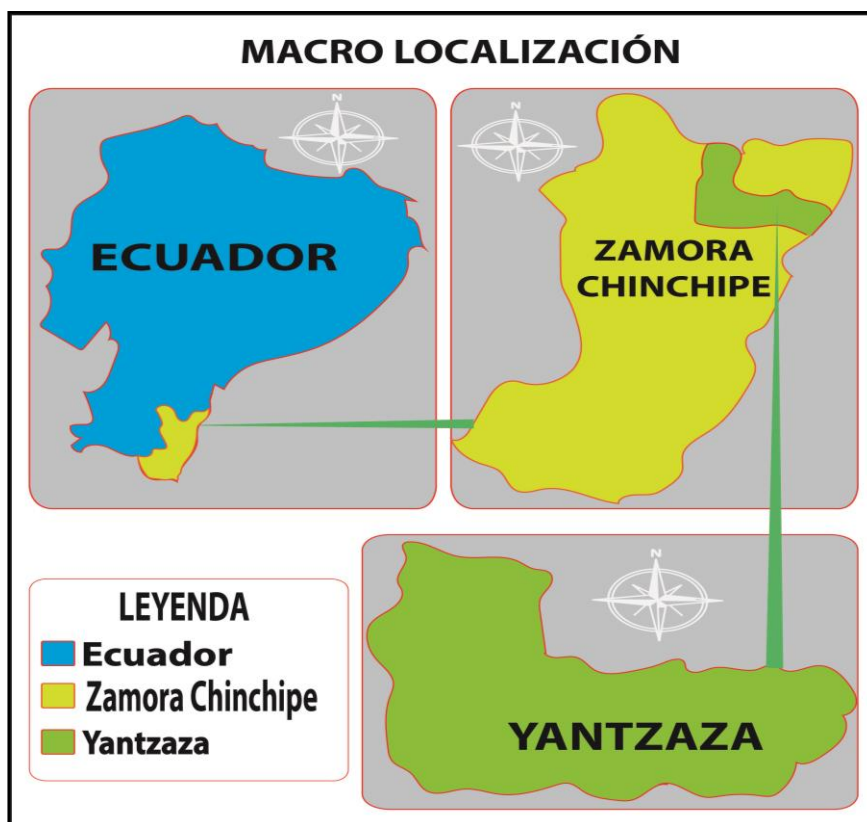 MACRO LOCALIZACIÓN
N
ECUADOR
N
ZAMORA
CHINCHIPE
LEYENDA
Ecuador
Zamora Chinchipe
Yantzaza
N
YANTZAZA